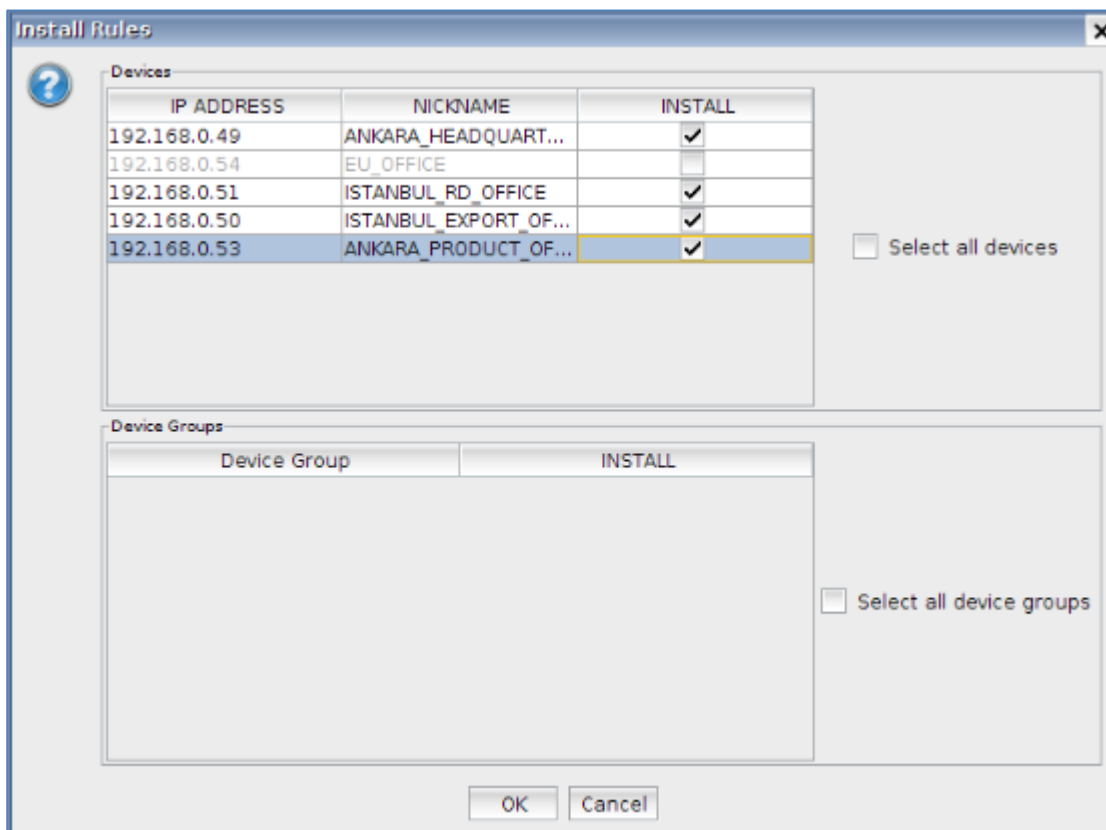 Install Rules
Devices
IP ADDRESS NICKNAME INSTALL
192.168.0.49 ANKARA_HEADQUART...
192.168.0.54 EU_OFFICE
192.168.0.51 ISTANBUL_RD_OFFICE
192.168.0.50 ISTANBUL_EXPORT_OF...
192.168.0.53 ANKARA_PRODUCT_OF...
Select all devices
Device Groups
Device Group INSTALL
Select all device groups
OK Cancel